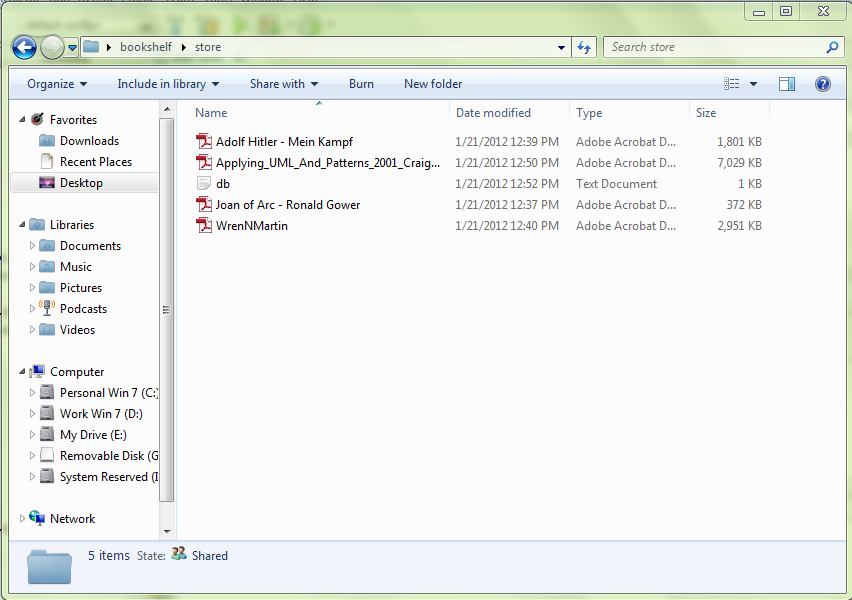 bookshelf ▸ store
Search store
Organize Include in library Share with Burn New folder
Name Date modified Type Size
Favorites
Downloads
Recent Places
Desktop
Libraries
Documents
Music
Pictures
Podcasts
Videos
Computer
Personal Win 7 (C:)
Work Win 7 (D:)
My Drive (E:)
Removable Disk (G
System Reserved (
Network
Adolf Hitler - Mein Kampf 1/21/2012 12:39 PM Adobe Acrobat D... 1,801 KB
Applying_UML_And_Patterns_2001_Craig... 1/21/2012 12:50 PM Adobe Acrobat D... 7,029 KB
db 1/21/2012 12:52 PM Text Document 1 KB
Joan of Arc - Ronald Gower 1/21/2012 12:37 PM Adobe Acrobat D... 372 KB
WrenNMartin 1/21/2012 12:40 PM Adobe Acrobat D... 2,951 KB
5 items State: Shared